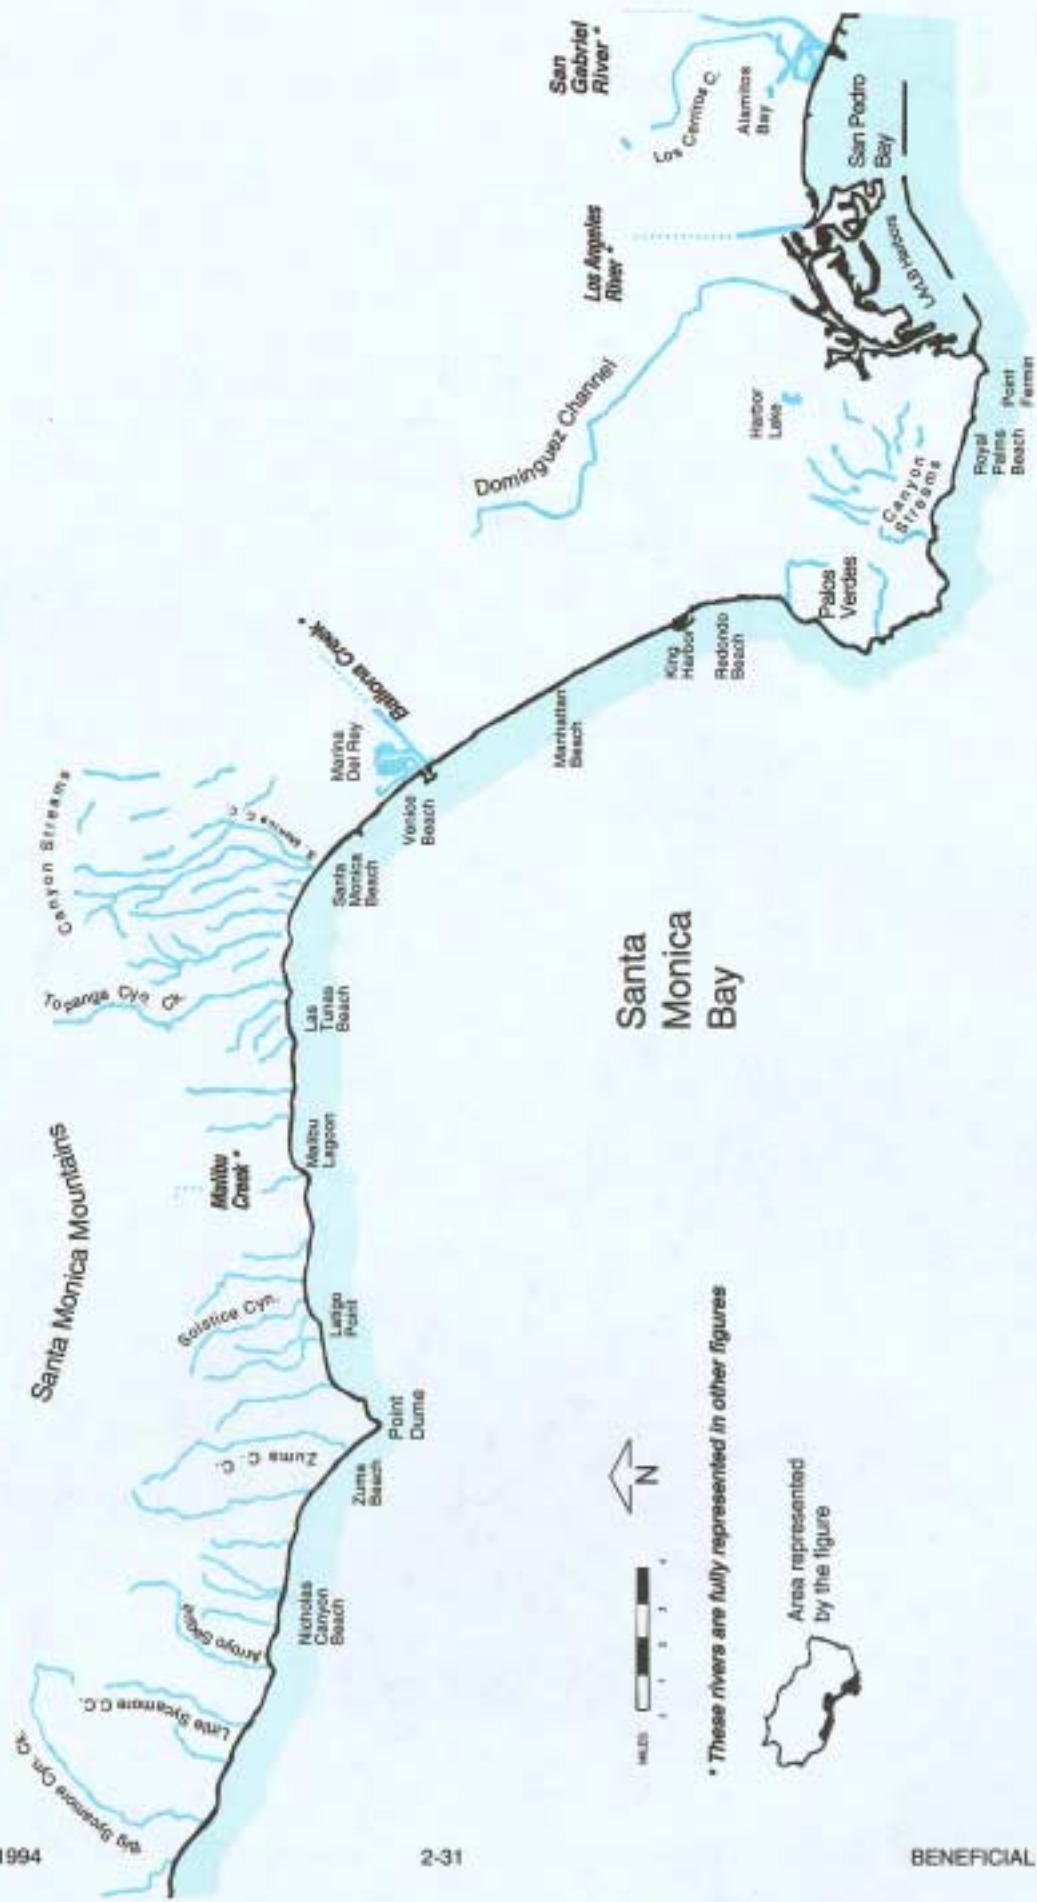 Santa Monica Mountains
Big Sycamore Cyn. Ck.
Little Sycamore C.C.
Arroyo Sequit
Nicholas
Canyon
Beach
Zuma C. C.
Zuma
Beach
Point
Dume
Solstice Cyn.
Latigo
Point
Malibu
Creek *
Malibu
Lagoon
Topanga Cyn. Ck.
Las
Tunas
Beach
Canyon Streams
S. Monica C. C.
Santa
Monica
Beach
Marina
Del Rey
Venice
Beach
Ballona Creek *
Manhattan
Beach
King
Harbor
Redondo
Beach
Palos
Verdes
Canyon
Streams
Dominguez Channel
Harbor
Lake
Royal
Palms
Beach
Point
Fermin
Los Angeles
River *
LA/LB Harbors
San
Gabriel
River *
Los Cerritos C.
Alamitos
Bay
San Pedro
Bay
Santa
Monica
Bay
N
MILES
* These rivers are fully represented in other figures
Area represented
by the figure
1994
2-31
BENEFICIAL